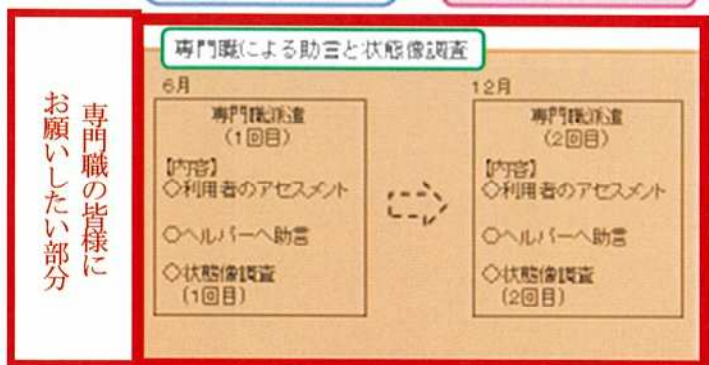 専門職の皆様に
お願いしたい部分
専門職による助言と状態像調査
6月
専門職派遣
(1回目)
【内容】
◇利用者のアセスメント
◇ヘルパーへ助言
◇状態像調査
(1回目)
12月
専門職派遣
(2回目)
【内容】
◇利用者のアセスメント
◇ヘルパーへ助言
◇状態像調査
(2回目)